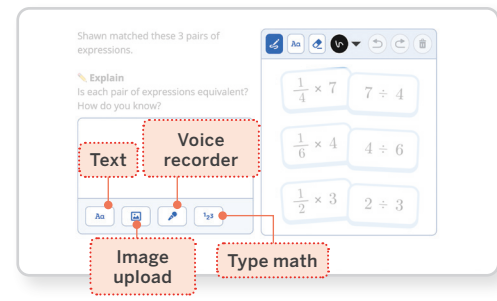 Shawn matched these 3 pairs of
expressions.
Explain
Is each pair of expressions equivalent?
How do you know?
Text
Voice
recorder
Aa
1₂3
Image
upload
Type math
Aa
1/4 × 7
7 ÷ 4
1/6 × 4
4 ÷ 6
1/2 × 3
2 ÷ 3